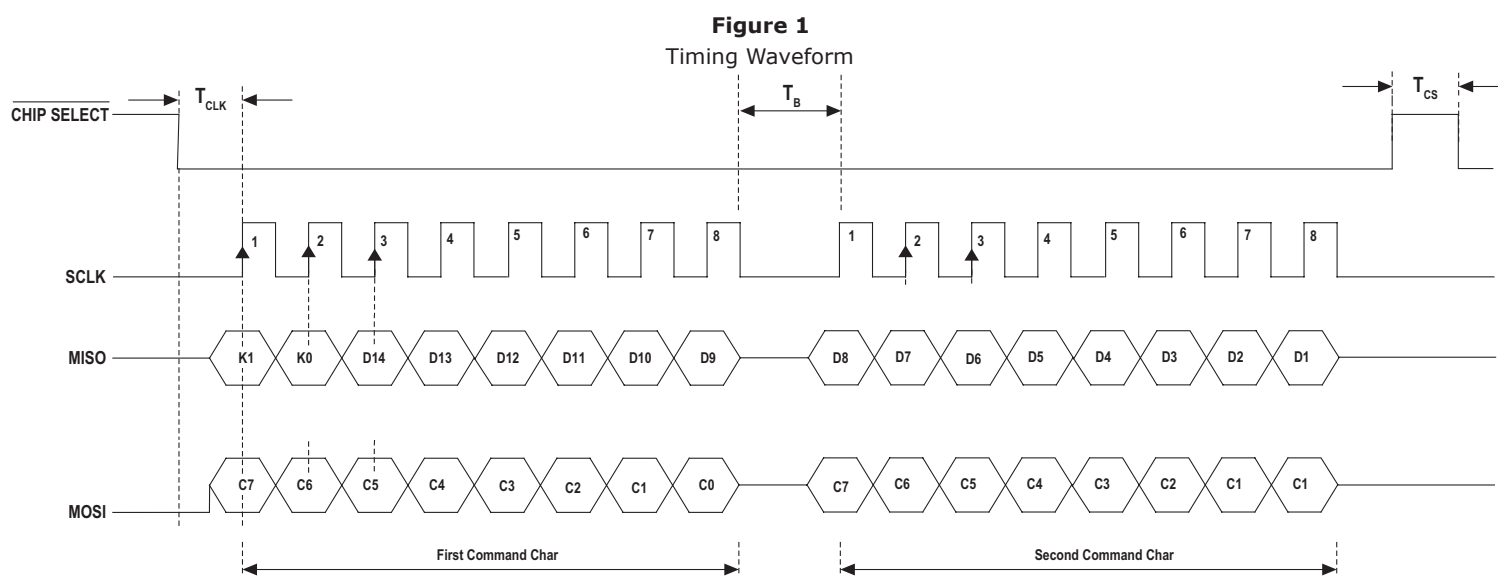 Figure 1
Timing Waveform
CHIP SELECT
TCLK
TB
TCS
SCLK
1 2 3 4 5 6 7 8 1 2 3 4 5 6 7 8
MISO
K1 K0 D14 D13 D12 D11 D10 D9 D8 D7 D6 D5 D4 D3 D2 D1
MOSI
C7 C6 C5 C4 C3 C2 C1 C0 C7 C6 C5 C4 C3 C2 C1 C1
First Command Char
Second Command Char